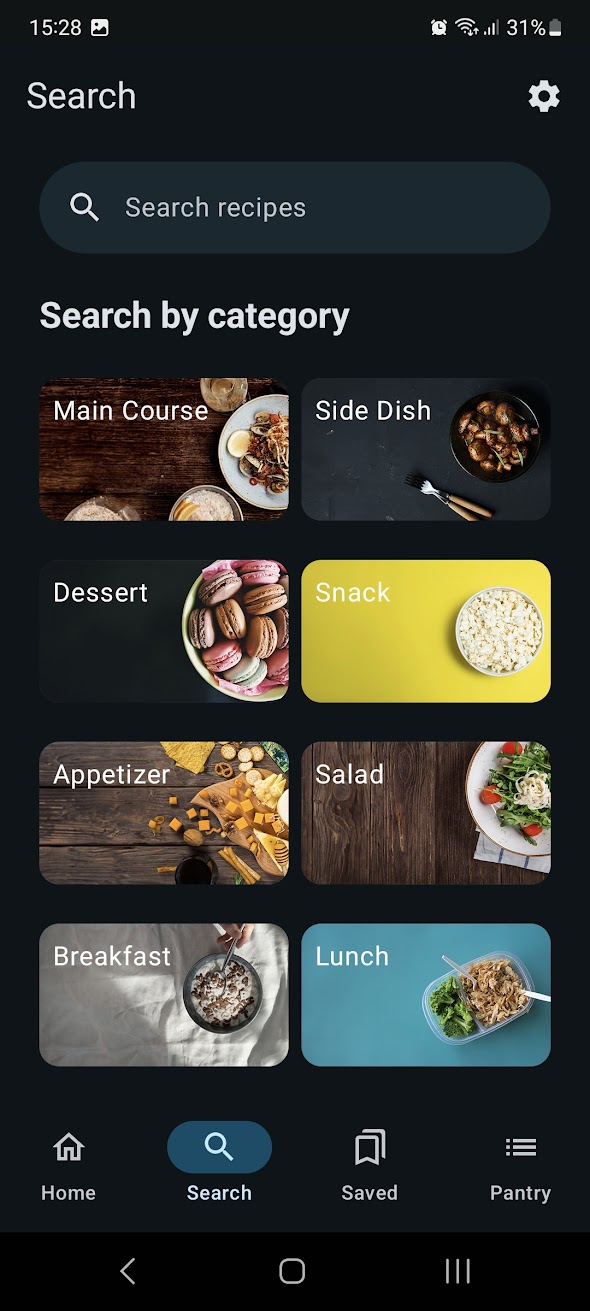 15:28 31%
Search
Search recipes
Search by category
Main Course Side Dish
Dessert Snack
Appetizer Salad
Breakfast Lunch
Home Search Saved Pantry